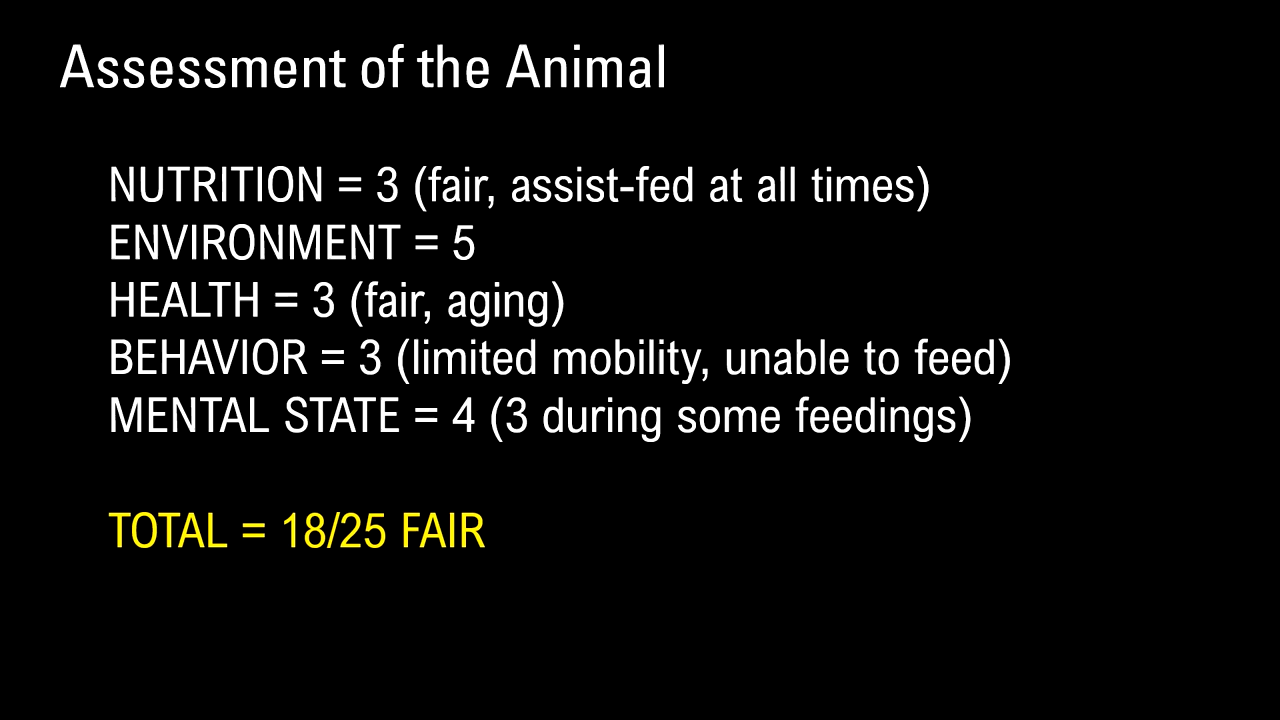 Assessment of the Animal
NUTRITION = 3 (fair, assist-fed at all times)
ENVIRONMENT = 5
HEALTH = 3 (fair, aging)
BEHAVIOR = 3 (limited mobility, unable to feed)
MENTAL STATE = 4 (3 during some feedings)
TOTAL = 18/25 FAIR